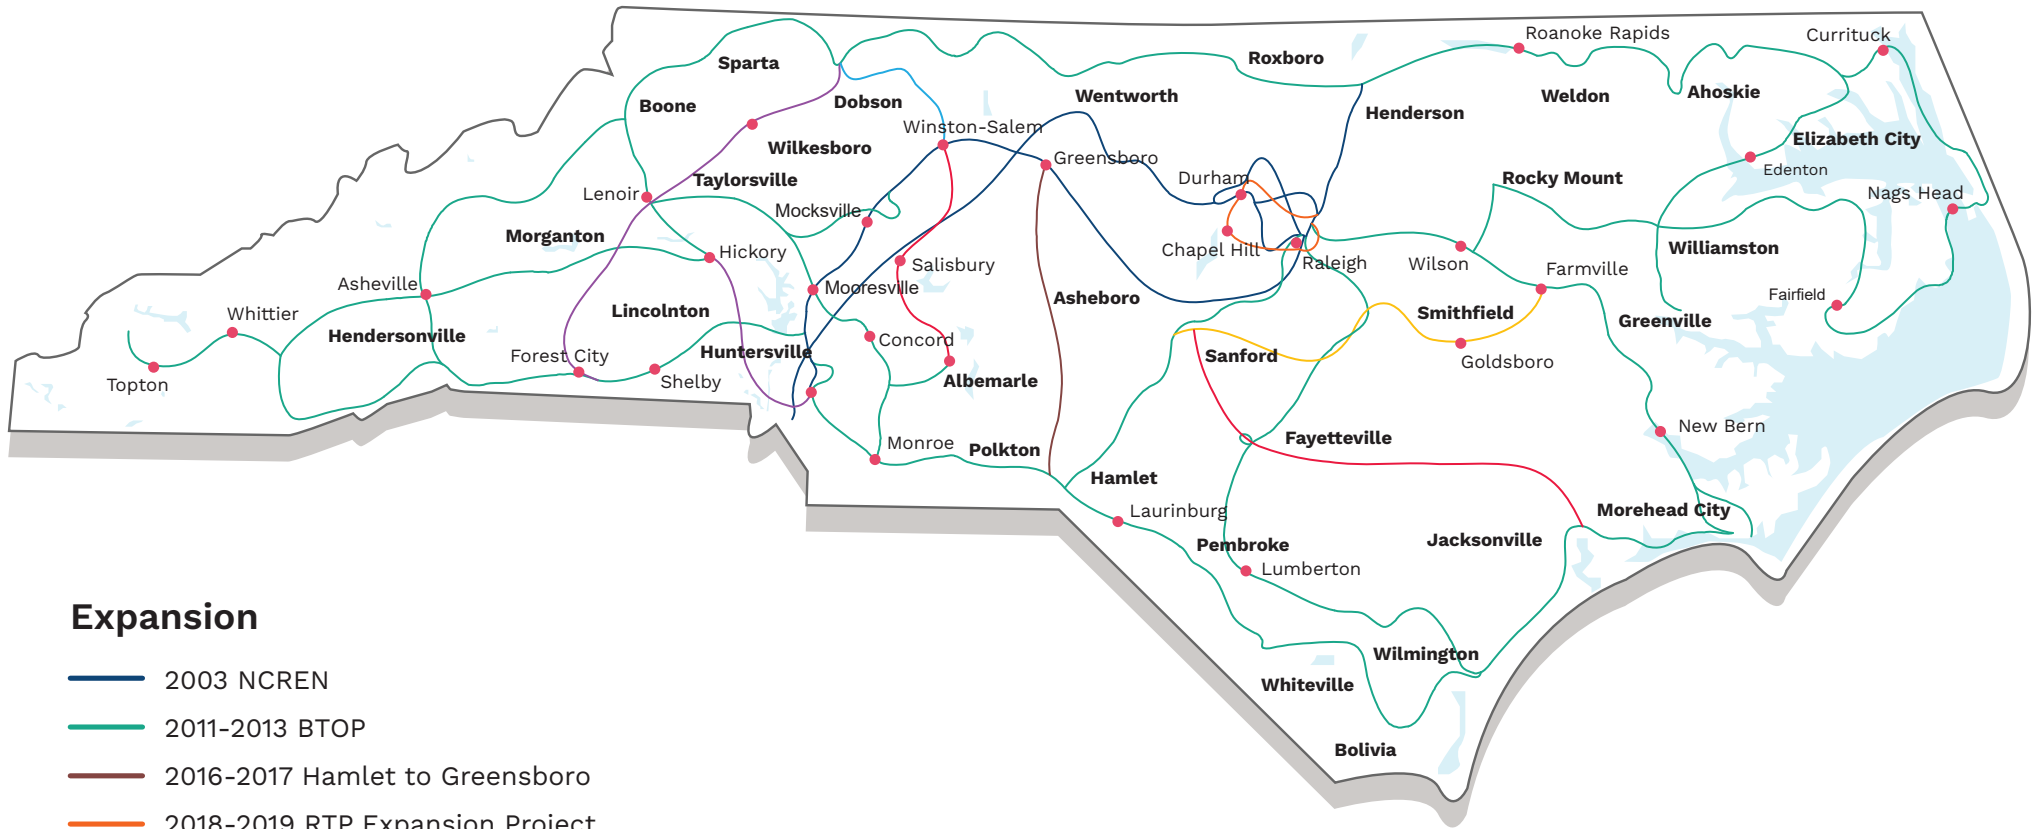 Roanoke Rapids
Currituck
Sparta
Roxboro
Boone
Dobson
Wentworth
Henderson
Weldon
Ahoskie
Winston-Salem
Wilkesboro
Greensboro
Elizabeth City
Edenton
Lenoir
Taylorsville
Durham
Rocky Mount
Nags Head
Mocksville
Morganton
Hickory
Chapel Hill
Raleigh
Wilson
Williamston
Salisbury
Farmville
Asheville
Mooresville
Asheboro
Fairfield
Whittier
Lincolnton
Smithfield
Greenville
Hendersonville
Forest City
Huntersville
Concord
Sanford
Goldsboro
Topton
Shelby
Albemarle
Monroe
Polkton
Fayetteville
New Bern
Hamlet
Laurinburg
Morehead City
Pembroke
Jacksonville
Lumberton
Wilmington
Whiteville
Bolivia
Expansion
2003 NCREN
2011-2013 BTOP
2016-2017 Hamlet to Greensboro
2018-2019 RTP Expansion Project